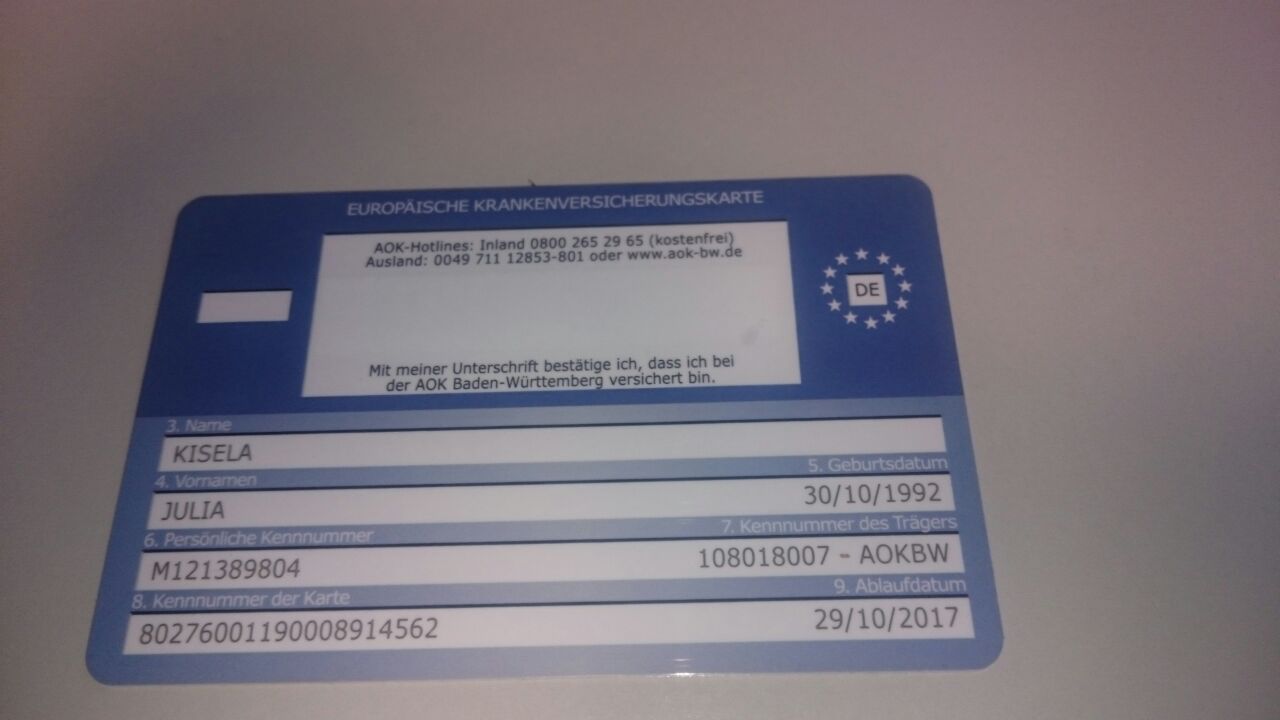 EUROPÄISCHE KRANKENVERSICHERUNGSKARTE
AOK-Hotlines: Inland 0800 265 29 65 (kostenfrei)
Ausland: 0049 711 12853-801 oder www.aok-bw.de
DE
Mit meiner Unterschrift bestätige ich, dass ich bei
der AOK Baden-Württemberg versichert bin.
3. Name
KISELA
4. Vornamen 5. Geburtsdatum
JULIA 30/10/1992
6. Persönliche Kennnummer 7. Kennnummer des Trägers
M121389804 108018007 - AOKBW
8. Kennnummer der Karte 9. Ablaufdatum
80276001190008914562 29/10/2017